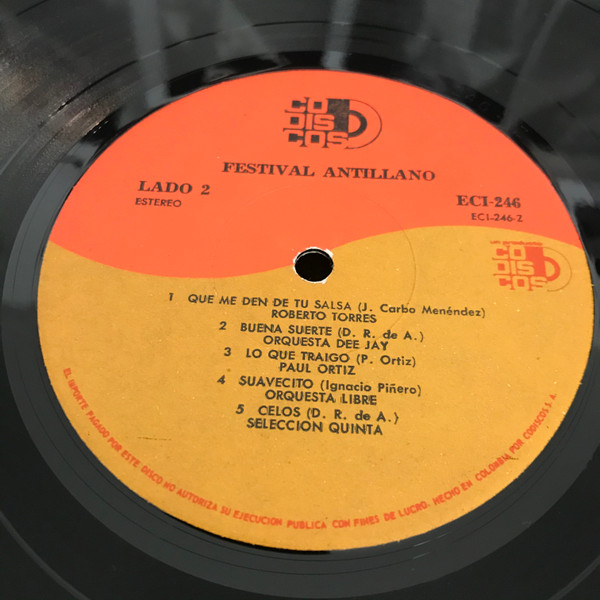 CO
DIS
COS
FESTIVAL ANTILLANO
LADO 2
ESTEREO
ECI-246
ECI-246-2
CO
DIS
COS
1 QUE ME DEN DE TU SALSA (J. Carbo Menéndez)
ROBERTO TORRES
2 BUENA SUERTE (D. R. de A.)
ORQUESTA DEE JAY
3 LO QUE TRAIGO (P. Ortiz)
PAUL ORTIZ
4 SUAVECITO (Ignacio Piñero)
ORQUESTA LIBRE
5 CELOS (D. R. de A.)
SELECCION QUINTA
EL IMPORTE PAGADO POR ESTE DISCO NO AUTORIZA SU EJECUCION PUBLICA CON FINES DE LUCRO. HECHO EN COLOMBIA POR CODISCOS S. A.